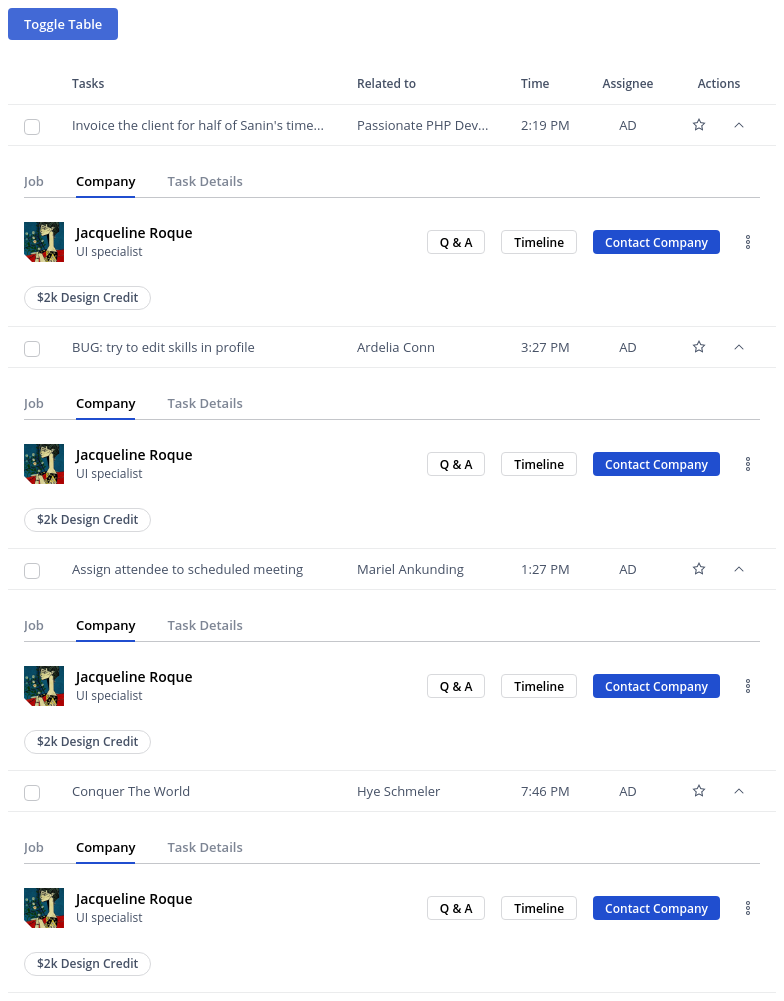 Toggle Table
Tasks Related to Time Assignee Actions
Invoice the client for half of Sanin's time... Passionate PHP Dev... 2:19 PM AD
Job Company Task Details
Jacqueline Roque
UI specialist
Q & A Timeline Contact Company
$2k Design Credit
BUG: try to edit skills in profile Ardelia Conn 3:27 PM AD
Job Company Task Details
Jacqueline Roque
UI specialist
Q & A Timeline Contact Company
$2k Design Credit
Assign attendee to scheduled meeting Mariel Ankunding 1:27 PM AD
Job Company Task Details
Jacqueline Roque
UI specialist
Q & A Timeline Contact Company
$2k Design Credit
Conquer The World Hye Schmeler 7:46 PM AD
Job Company Task Details
Jacqueline Roque
UI specialist
Q & A Timeline Contact Company
$2k Design Credit